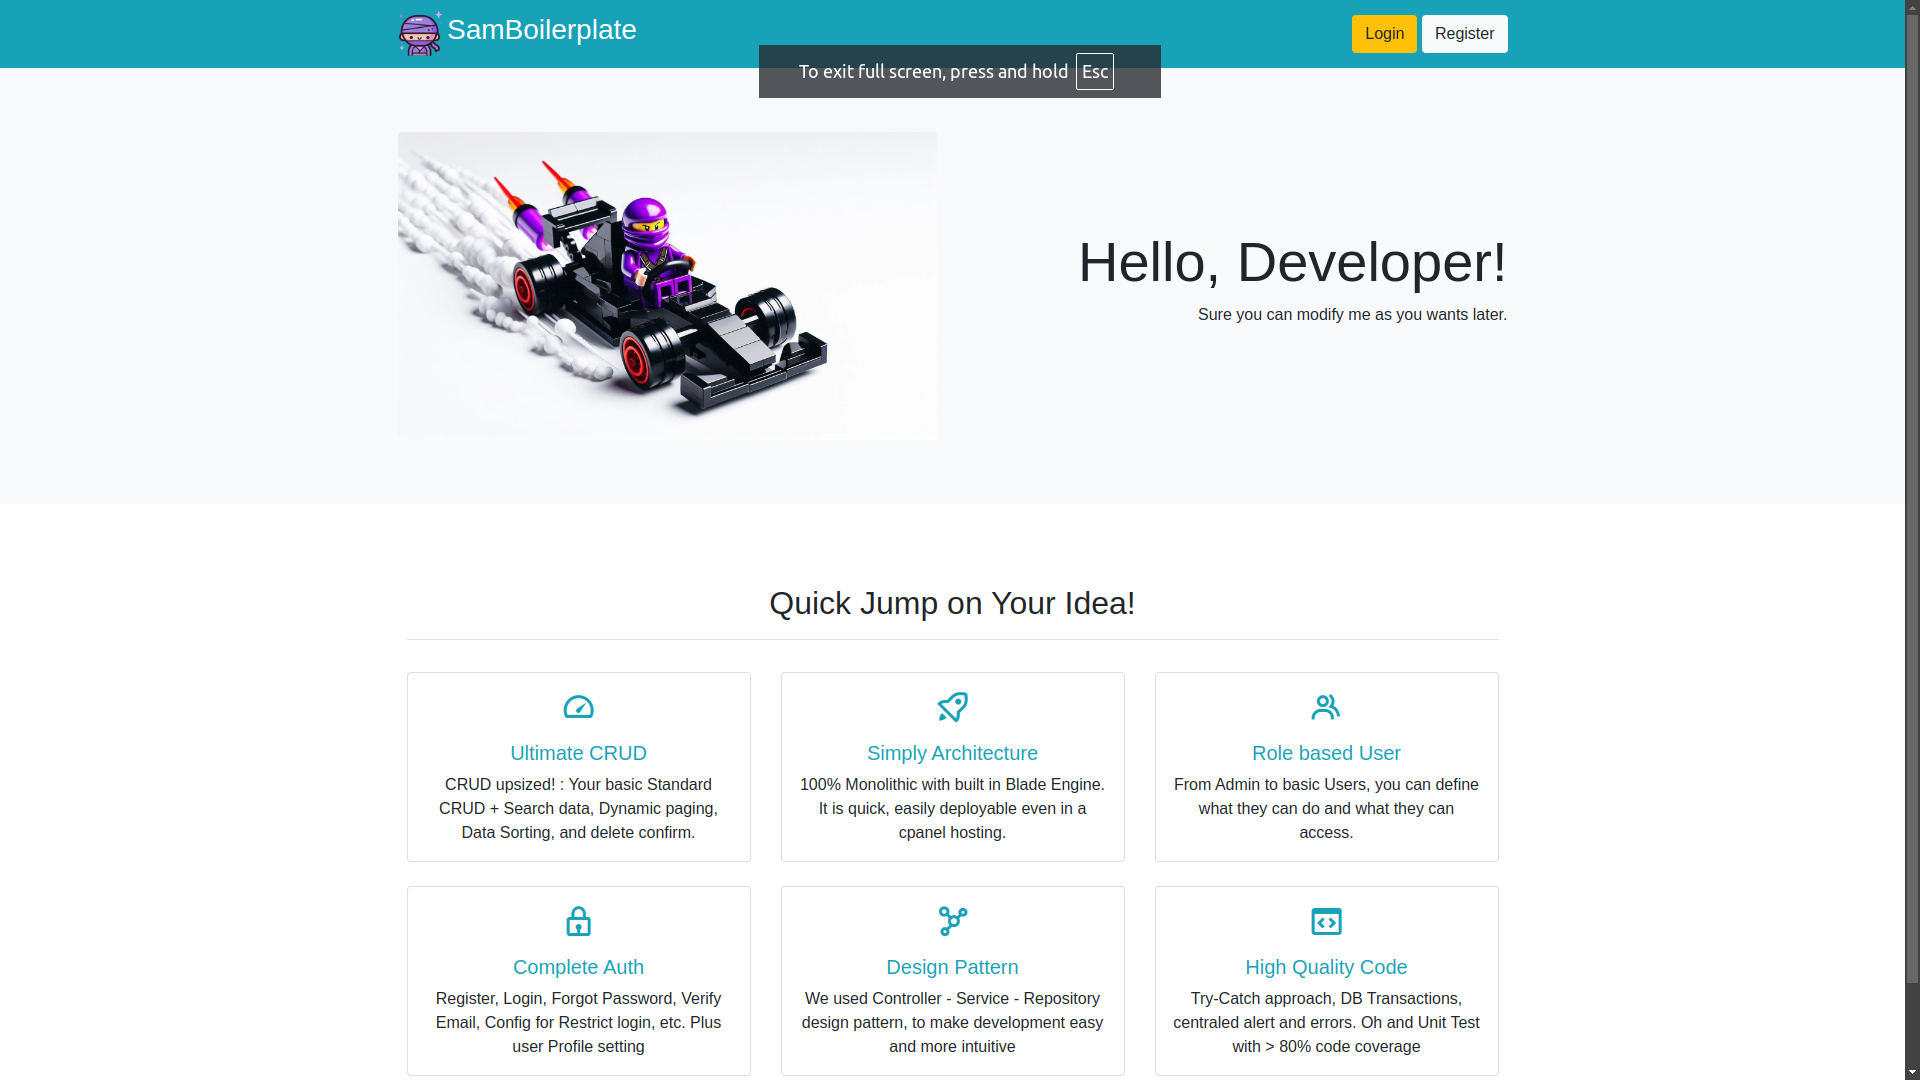 SamBoilerplate
Login
Register
To exit full screen, press and hold Esc
Hello, Developer!
Sure you can modify me as you wants later.
Quick Jump on Your Idea!
Ultimate CRUD
CRUD upsized! : Your basic Standard
CRUD + Search data, Dynamic paging,
Data Sorting, and delete confirm.
Simply Architecture
100% Monolithic with built in Blade Engine.
It is quick, easily deployable even in a
cpanel hosting.
Role based User
From Admin to basic Users, you can define
what they can do and what they can
access.
Complete Auth
Register, Login, Forgot Password, Verify
Email, Config for Restrict login, etc. Plus
user Profile setting
Design Pattern
We used Controller - Service - Repository
design pattern, to make development easy
and more intuitive
High Quality Code
Try-Catch approach, DB Transactions,
centraled alert and errors. Oh and Unit Test
with > 80% code coverage